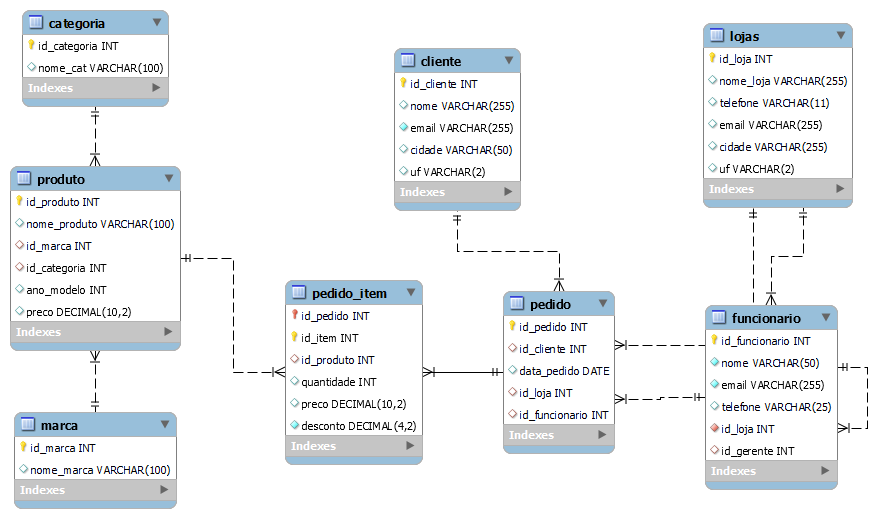 categoria
id_categoria INT
nome_cat VARCHAR(100)
Indexes
produto
id_produto INT
nome_produto VARCHAR(100)
id_marca INT
id_categoria INT
ano_modelo INT
preco DECIMAL(10,2)
Indexes
marca
id_marca INT
nome_marca VARCHAR(100)
Indexes
pedido_item
id_pedido INT
id_item INT
id_produto INT
quantidade INT
preco DECIMAL(10,2)
desconto DECIMAL(4,2)
Indexes
cliente
id_cliente INT
nome VARCHAR(255)
email VARCHAR(255)
cidade VARCHAR(50)
uf VARCHAR(2)
Indexes
pedido
id_pedido INT
id_cliente INT
data_pedido DATE
id_loja INT
id_funcionario INT
Indexes
lojas
id_loja INT
nome_loja VARCHAR(255)
telefone VARCHAR(11)
email VARCHAR(255)
cidade VARCHAR(255)
uf VARCHAR(2)
Indexes
funcionario
id_funcionario INT
nome VARCHAR(50)
email VARCHAR(255)
telefone VARCHAR(25)
id_loja INT
id_gerente INT
Indexes